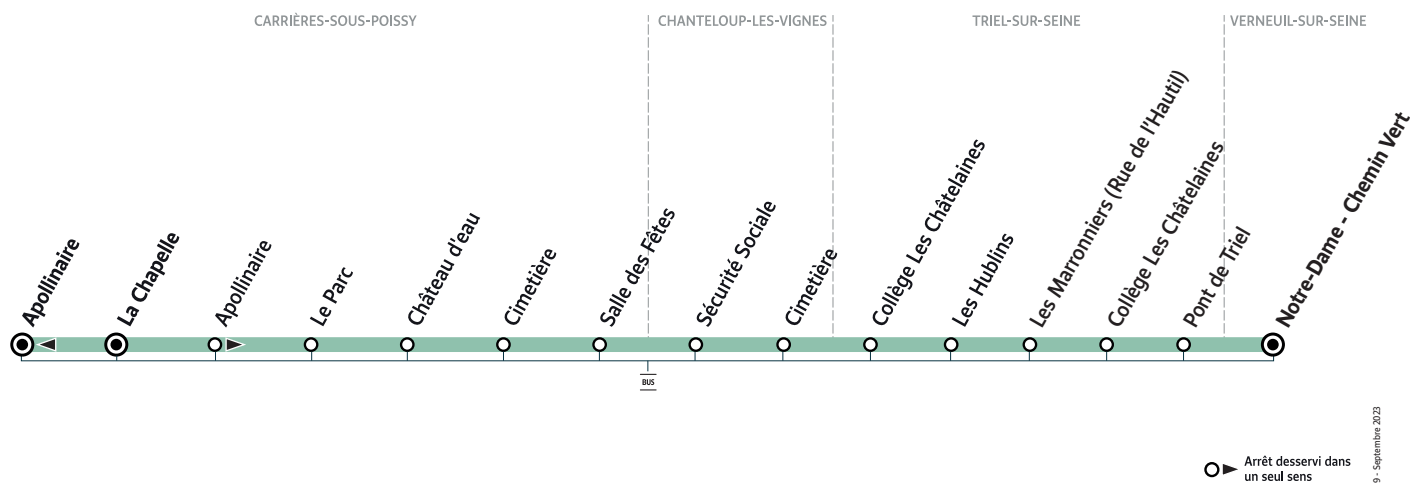 CARRIÈRES-SOUS-POISSY
CHANTELOUP-LES-VIGNES
TRIEL-SUR-SEINE
VERNEUIL-SUR-SEINE
Apollinaire
La Chapelle
Apollinaire
Le Parc
Château d'eau
Cimetière
Salle des Fêtes
Sécurité Sociale
Cimetière
Collège Les Châtelaines
Les Hublins
Les Marronniers (Rue de l'Hautil)
Collège Les Châtelaines
Pont de Triel
Notre-Dame - Chemin Vert
BUS
Arrêt desservi dans
un seul sens
9 - Septembre 2023